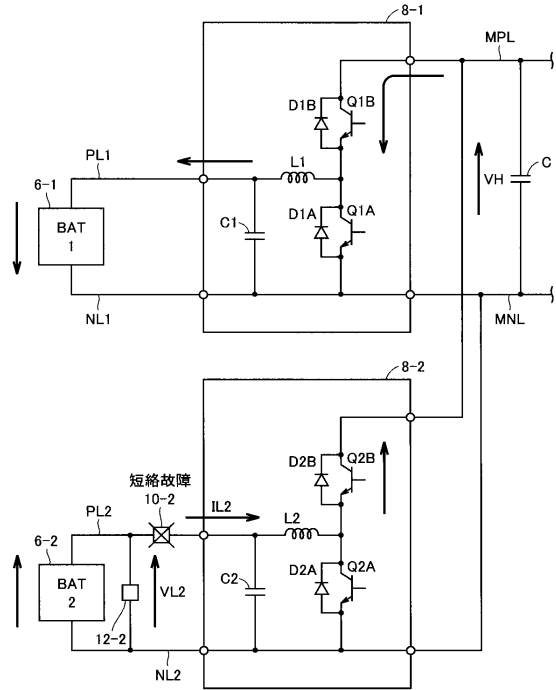 8-1
MPL
D1B
Q1B
PL1
L1
6-1
VH
C
BAT
1
C1
D1A
Q1A
NL1
MNL
8-2
短絡故障
10-2
IL2
D2B
Q2B
PL2
L2
6-2
BAT
2
VL2
C2
D2A
Q2A
12-2
NL2